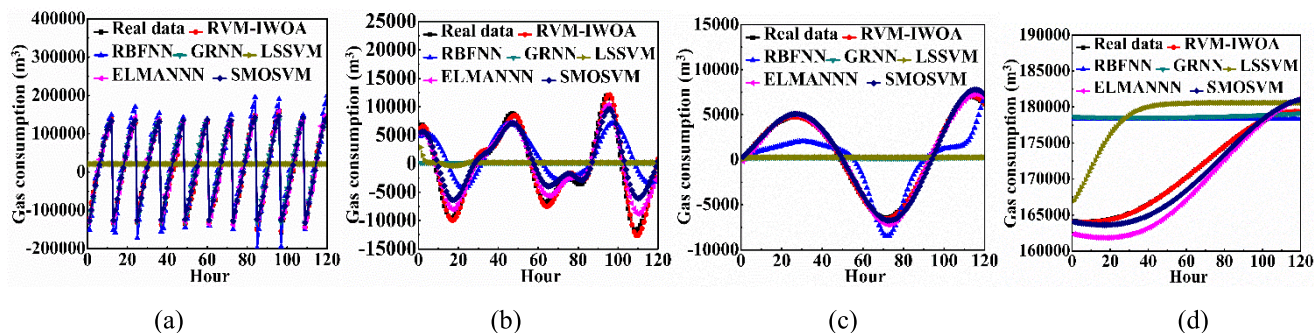 Gas consumption (m³)
400000
300000
200000
100000
0
-100000
-200000
Real data RVM-IWOA
RBFNN GRNN LSSVM
ELMANNN SMOSVM
0 20 40 60 80 100 120
Hour
(a)
Gas consumption (m³)
25000
20000
15000
10000
5000
0
-5000
-10000
-15000
Real data RVM-IWOA
RBFNN GRNN LSSVM
ELMANNN SMOSVM
0 20 40 60 80 100 120
Hour
(b)
Gas consumption (m³)
15000
10000
5000
0
-5000
-10000
Real data RVM-IWOA
RBFNN GRNN LSSVM
ELMANNN SMOSVM
0 20 40 60 80 100 120
Hour
(c)
Gas consumption (m³)
190000
180000
170000
160000
Real data RVM-IWOA
RBFNN GRNN LSSVM
ELMANNN SMOSVM
0 20 40 60 80 100 120
Hour
(d)